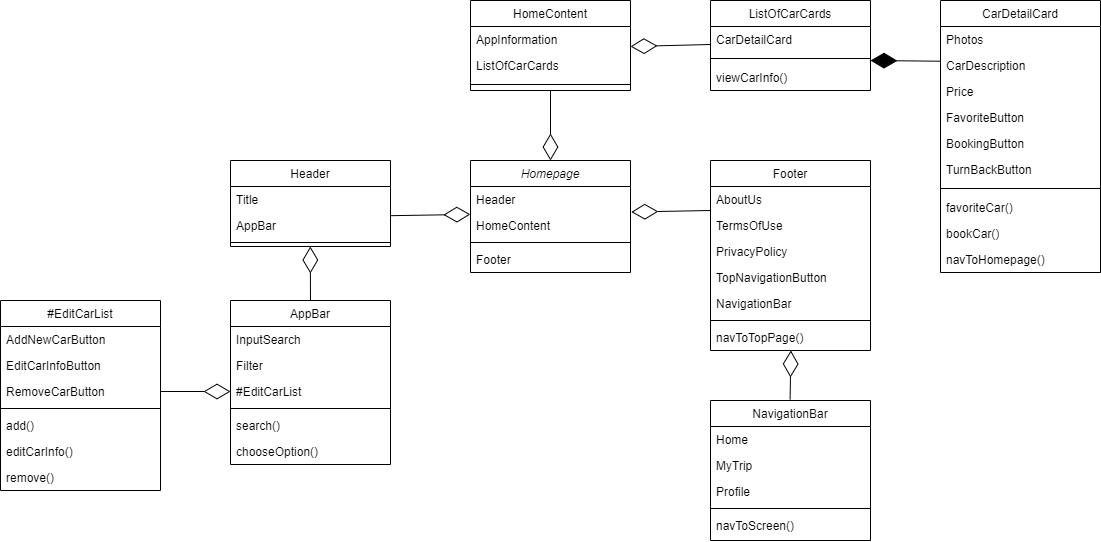 HomeContent
AppInformation
ListOfCarCards
ListOfCarCards
CarDetailCard
viewCarInfo()
CarDetailCard
Photos
CarDescription
Price
FavoriteButton
BookingButton
TurnBackButton
favoriteCar()
bookCar()
navToHomepage()
Header
Title
AppBar
Homepage
Header
HomeContent
Footer
Footer
AboutUs
TermsOfUse
PrivacyPolicy
TopNavigationButton
NavigationBar
navToTopPage()
#EditCarList
AddNewCarButton
EditCarInfoButton
RemoveCarButton
add()
editCarInfo()
remove()
AppBar
InputSearch
Filter
#EditCarList
search()
chooseOption()
NavigationBar
Home
MyTrip
Profile
navToScreen()